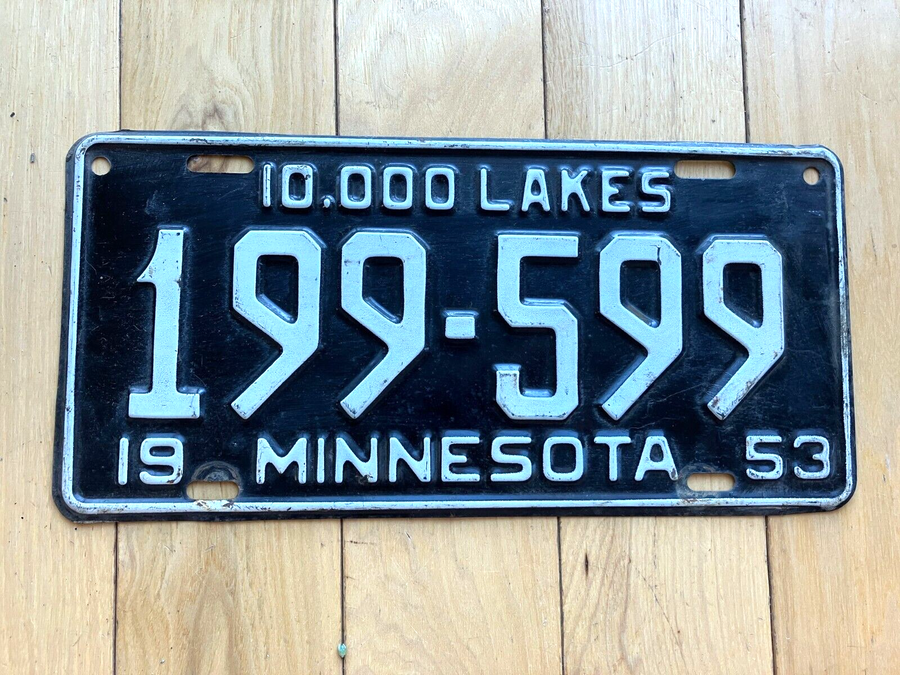 10,000 LAKES
199-599
19 MINNESOTA 53